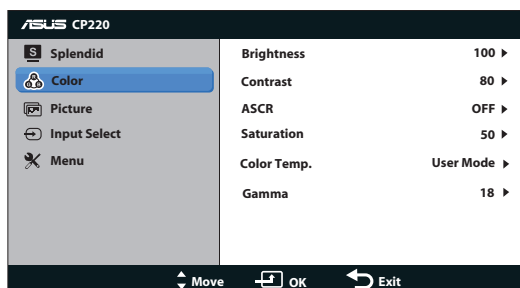 ASUS CP220
S Splendid
Color
Picture
Input Select
Menu
Brightness 100
Contrast 80
ASCR OFF
Saturation 50
Color Temp. User Mode
Gamma 18
Move OK Exit